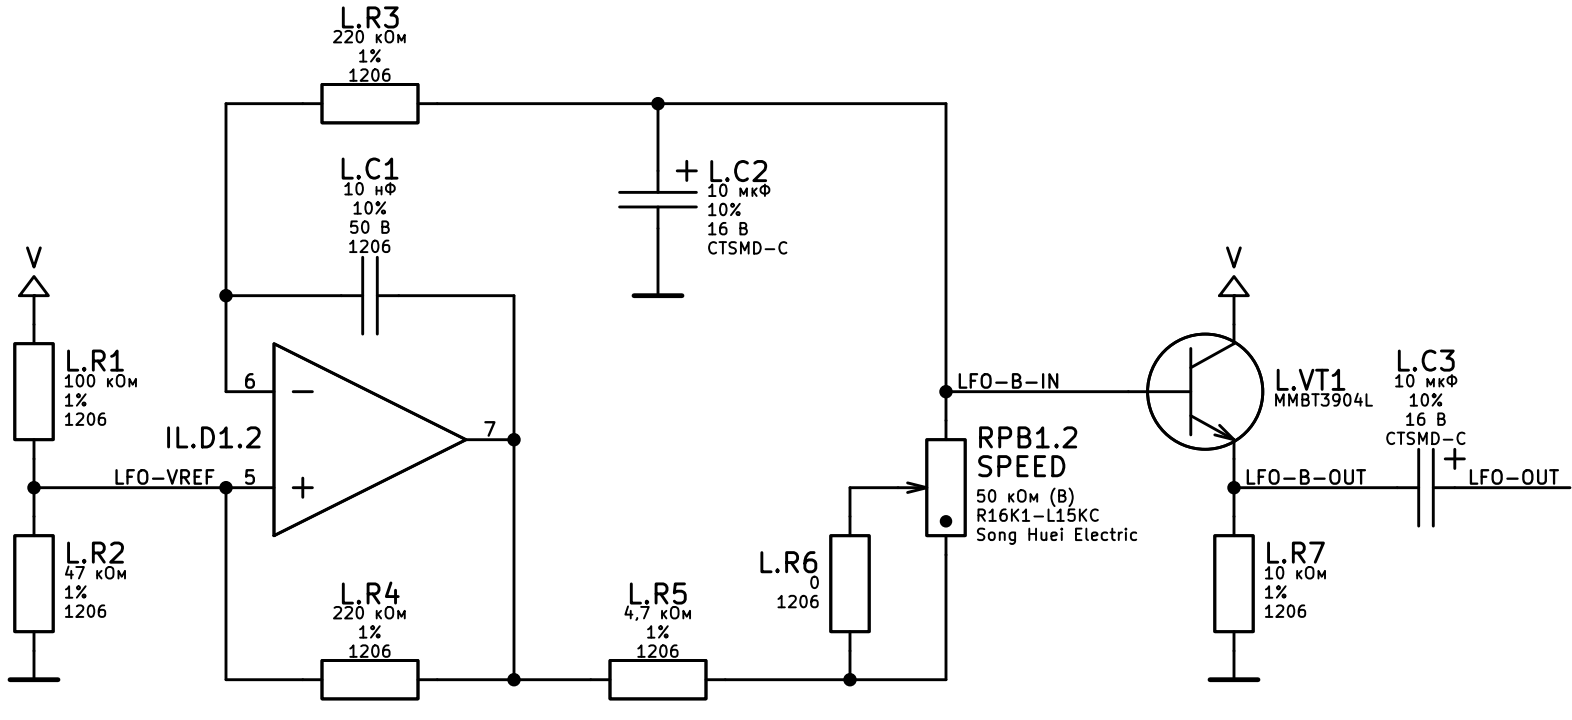 L.R3
220 кОм
1%
1206
L.C1
10 нФ
10%
50 В
1206
+ L.C2
10 мкФ
10%
16 В
CTSMD-C
V
L.R1
100 кОм
1%
1206
6
IL.D1.2
7
LFO-VREF
5
L.R2
47 кОм
1%
1206
L.R4
220 кОм
1%
1206
L.R5
4,7 кОм
1%
1206
L.R6
0
1206
LFO-B-IN
RPB1.2
SPEED
50 кОм (B)
R16K1-L15KC
Song Huei Electric
V
L.VT1
MMBT3904L
L.C3
10 мкФ
10%
16 В
CTSMD-C
+
LFO-B-OUT
LFO-OUT
L.R7
10 кОм
1%
1206